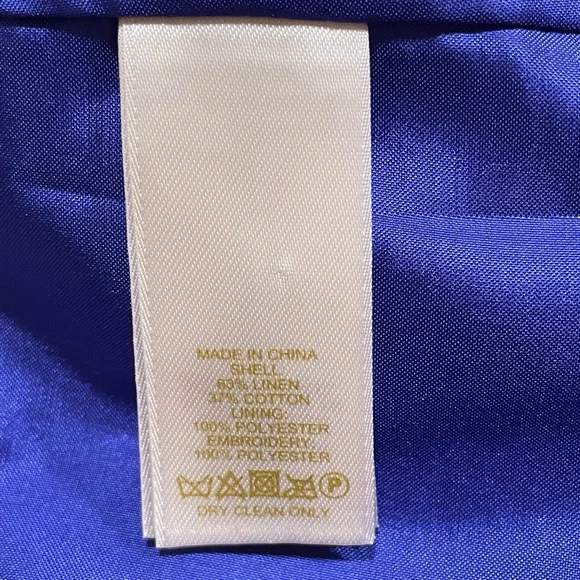 MADE IN CHINA
SHELL:
63% LINEN
37% COTTON
LINING:
100% POLYESTER
EMBROIDERY:
100% POLYESTER
P
DRY CLEAN ONLY